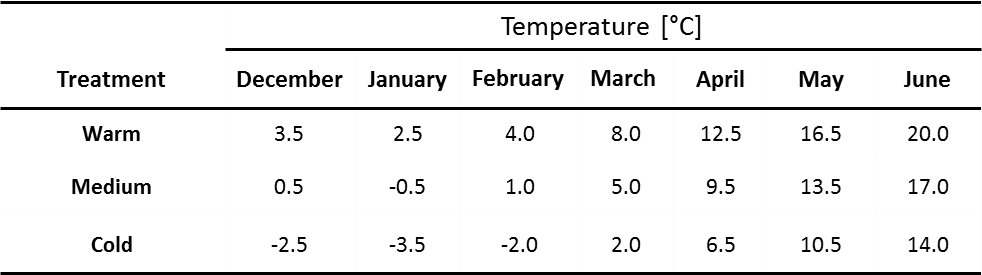 Temperature [°C]
Treatment December January February March April May June
Warm 3.5 2.5 4.0 8.0 12.5 16.5 20.0
Medium 0.5 -0.5 1.0 5.0 9.5 13.5 17.0
Cold -2.5 -3.5 -2.0 2.0 6.5 10.5 14.0